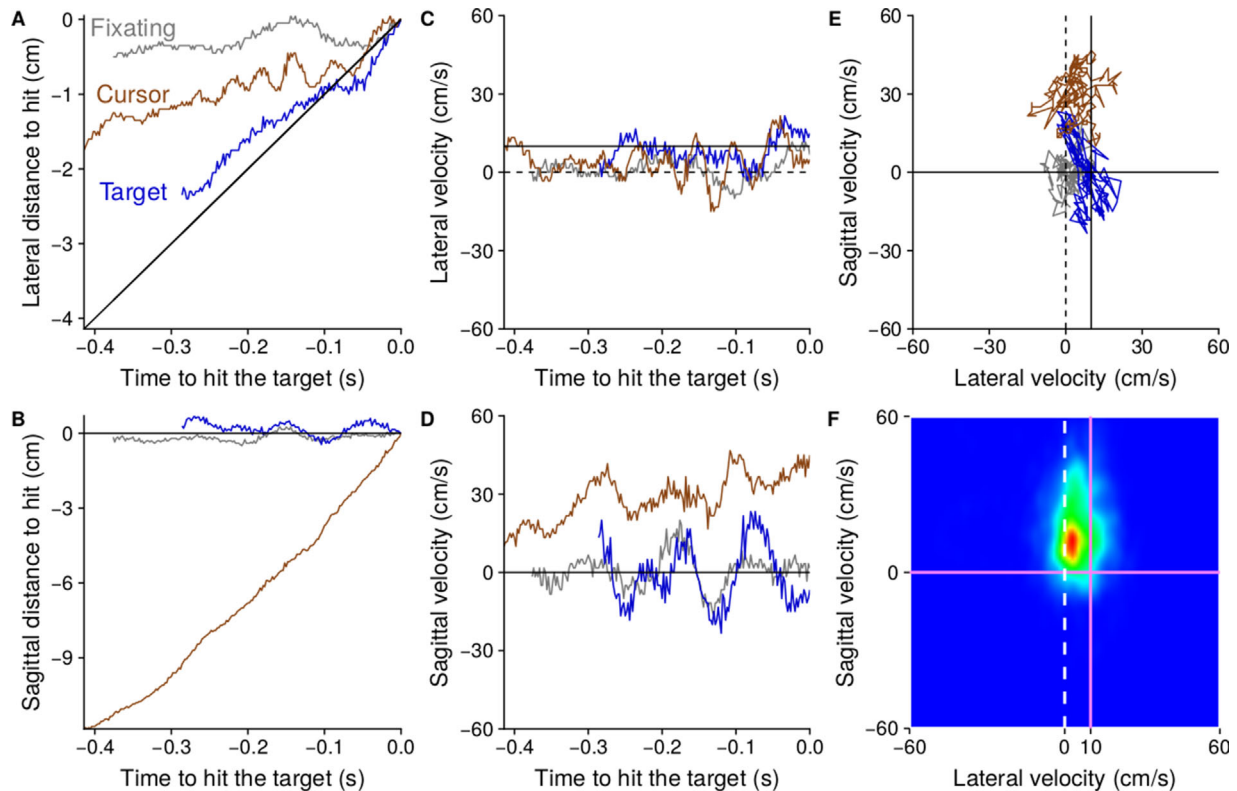 A
Fixating
Cursor
Target
Lateral distance to hit (cm)
0
−1
−2
−3
−4
−0.4 −0.3 −0.2 −0.1 0.0
Time to hit the target (s)
C
Lateral velocity (cm/s)
60
30
0
−30
−60
−0.4 −0.3 −0.2 −0.1 0.0
Time to hit the target (s)
E
Sagittal velocity (cm/s)
60
30
0
−30
−60
−60 −30 0 30 60
Lateral velocity (cm/s)
B
Sagittal distance to hit (cm)
0
−3
−6
−9
−0.4 −0.3 −0.2 −0.1 0.0
Time to hit the target (s)
D
Sagittal velocity (cm/s)
60
30
0
−30
−60
−0.4 −0.3 −0.2 −0.1 0.0
Time to hit the target (s)
F
Sagittal velocity (cm/s)
60
0
−60
−60 0 10 60
Lateral velocity (cm/s)